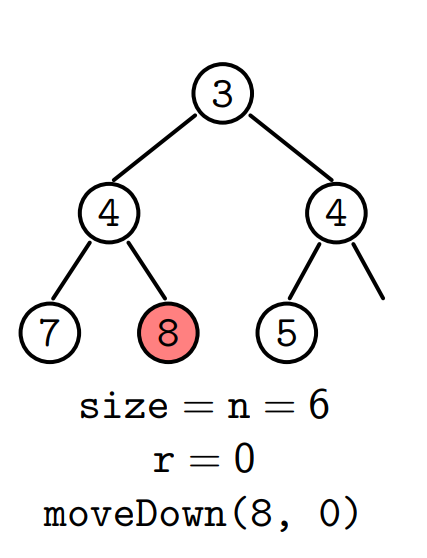 3
4 4
7 8 5
size = n = 6
r = 0
moveDown(8, 0)